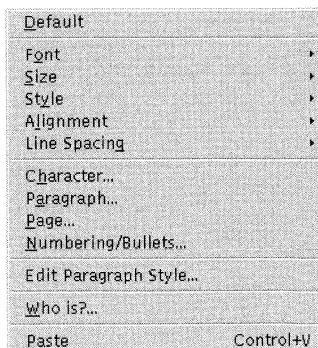 Default
Font
Size
Style
Alignment
Line Spacing
Character...
Paragraph...
Page...
Numbering/Bullets...
Edit Paragraph Style...
Who is?...
Paste Control+V